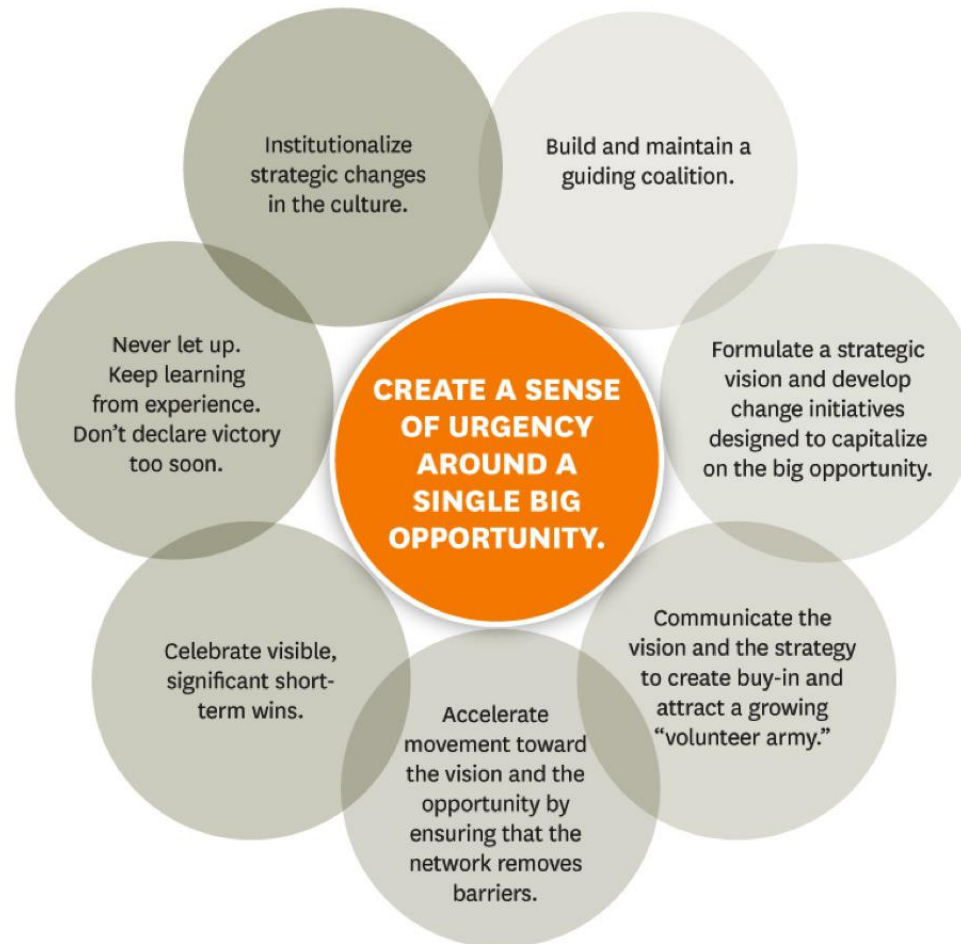 CREATE A SENSE
OF URGENCY
AROUND A
SINGLE BIG
OPPORTUNITY.
Build and maintain a
guiding coalition.
Formulate a strategic
vision and develop
change initiatives
designed to capitalize
on the big opportunity.
Communicate the
vision and the strategy
to create buy-in and
attract a growing
“volunteer army.”
Accelerate
movement toward
the vision and the
opportunity by
ensuring that the
network removes
barriers.
Celebrate visible,
significant short-
term wins.
Never let up.
Keep learning
from experience.
Don’t declare victory
too soon.
Institutionalize
strategic changes
in the culture.